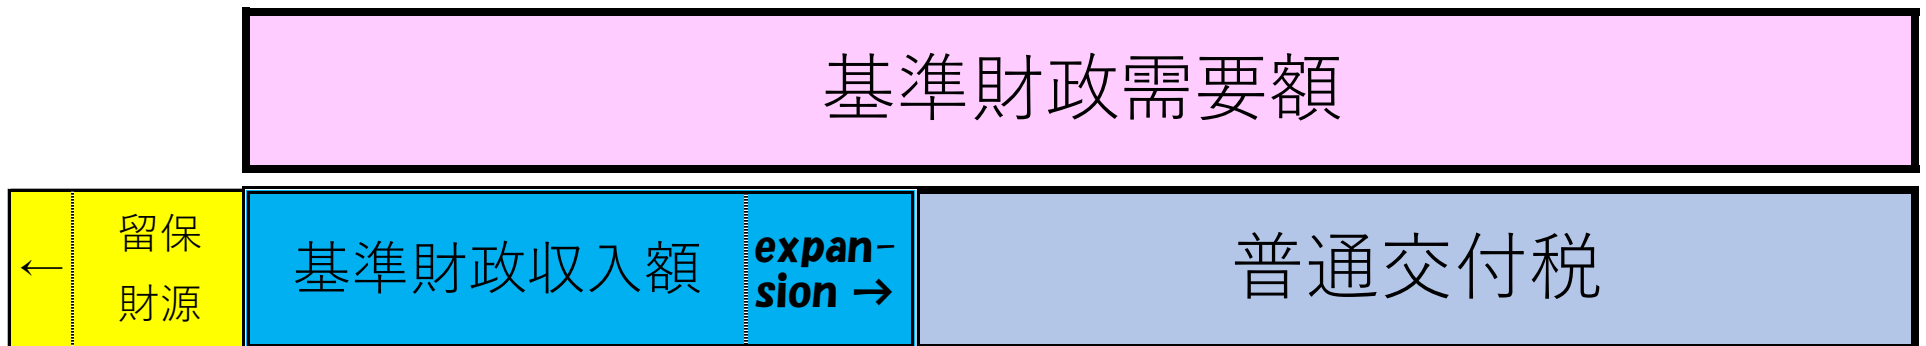 基準財政需要額
←
留保
財源
基準財政収入額
expan-
sion →
普通交付税